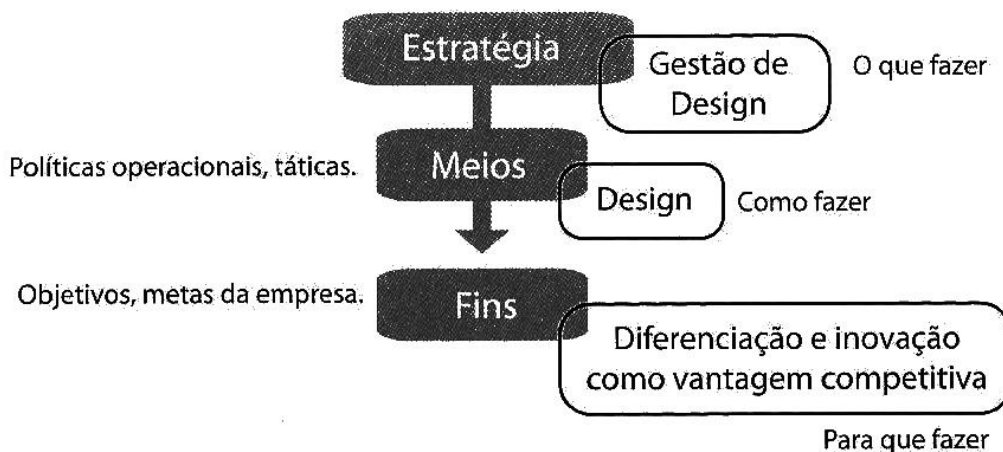 Estratégia
Gestão de
Design
O que fazer
Políticas operacionais, táticas.
Meios
Design
Como fazer
Objetivos, metas da empresa.
Fins
Diferenciação e inovação
como vantagem competitiva
Para que fazer